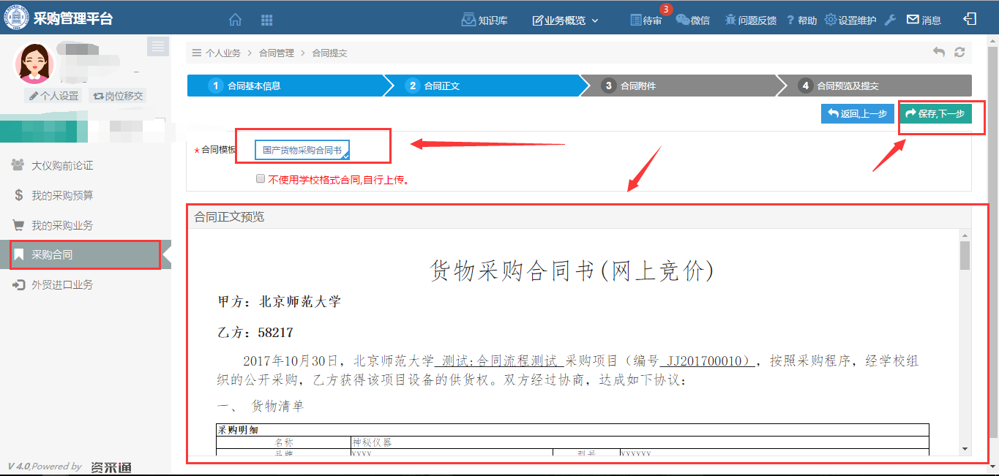 采购管理平台
知识库 业务概览 待审 3 微信 问题反馈 ? 帮助 设置维护 消息
个人设置 岗位移交
大仪购前论证
我的采购预算
我的采购业务
采购合同
外贸进口业务
V 4.0,Powered by 资采通
个人业务 > 合同管理 > 合同提交
1 合同基本信息 2 合同正文 3 合同附件 4 合同预览及提交
返回,上一步 保存,下一步
*合同模板 国产货物采购合同书
不使用学校格式合同,自行上传。
合同正文预览
货物采购合同书(网上竞价)
甲方：北京师范大学
乙方：58217
2017年10月30日，北京师范大学 测试:合同流程测试 采购项目（编号 JJ201700010），按照采购程序，经学校组
织的公开采购，乙方获得该项目设备的供货权。双方经过协商，达成如下协议：
一、 货物清单
采购明细
名称 神秘仪器
品牌 YYYY 型号 YYYYYY